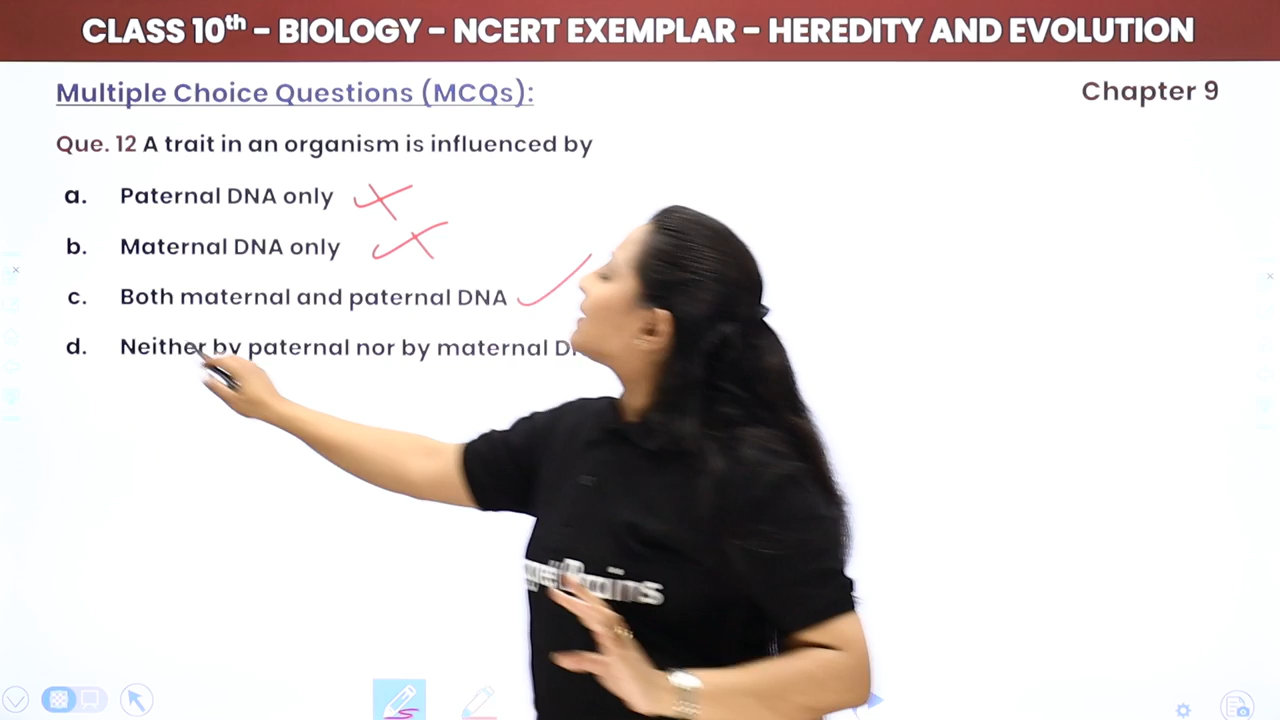 CLASS 10th - BIOLOGY - NCERT EXEMPLAR - HEREDITY AND EVOLUTION
Multiple Choice Questions (MCQs):
Chapter 9
Que. 12 A trait in an organism is influenced by
a. Paternal DNA only
b. Maternal DNA only
c. Both maternal and paternal DNA
d. Neither by paternal nor by maternal